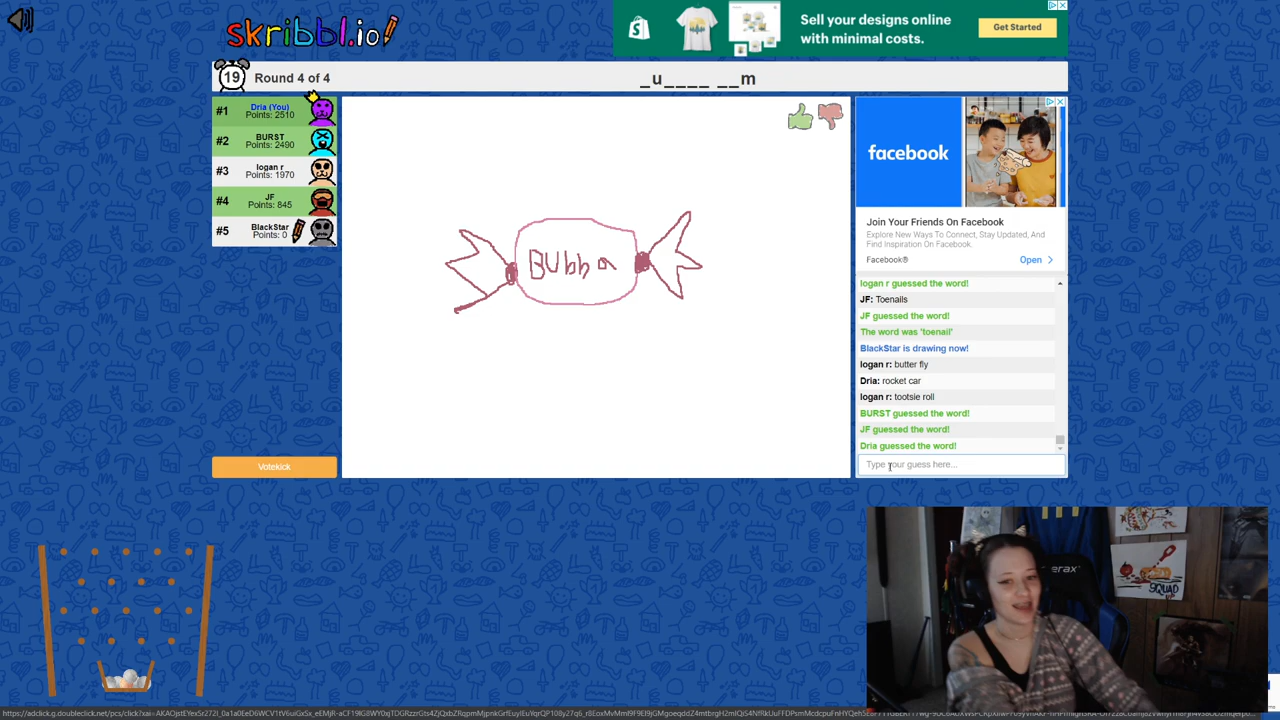 skribbl.io
Sell your designs online
with minimal costs.
Get Started
19
Round 4 of 4
_u____ __m
#1
Dria (You)
Points: 2510
#2
BURST
Points: 2490
#3
logan r
Points: 1970
#4
JF
Points: 845
#5
BlackStar
Points: 0
Votekick
BUbba
facebook
Join Your Friends On Facebook
Explore New Ways To Connect, Stay Updated, And
Find Inspiration On Facebook.
Facebook®
Open
logan r guessed the word!
JF: Toenails
JF guessed the word!
The word was 'toenail'
BlackStar is drawing now!
logan r: butter fly
Dria: rocket car
logan r: tootsie roll
BURST guessed the word!
JF guessed the word!
Dria guessed the word!
Type your guess here...
SQUAD